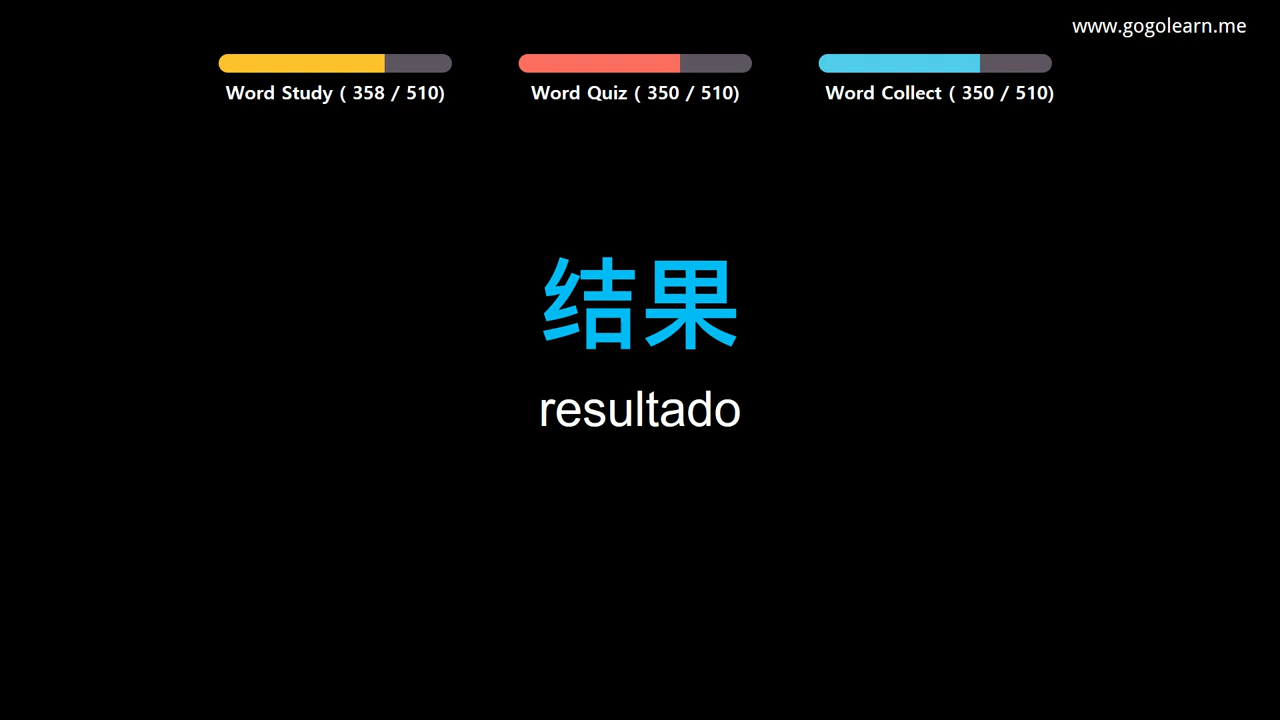 www.gogolearn.me
Word Study ( 358 / 510)
Word Quiz ( 350 / 510)
Word Collect ( 350 / 510)
结果
resultado